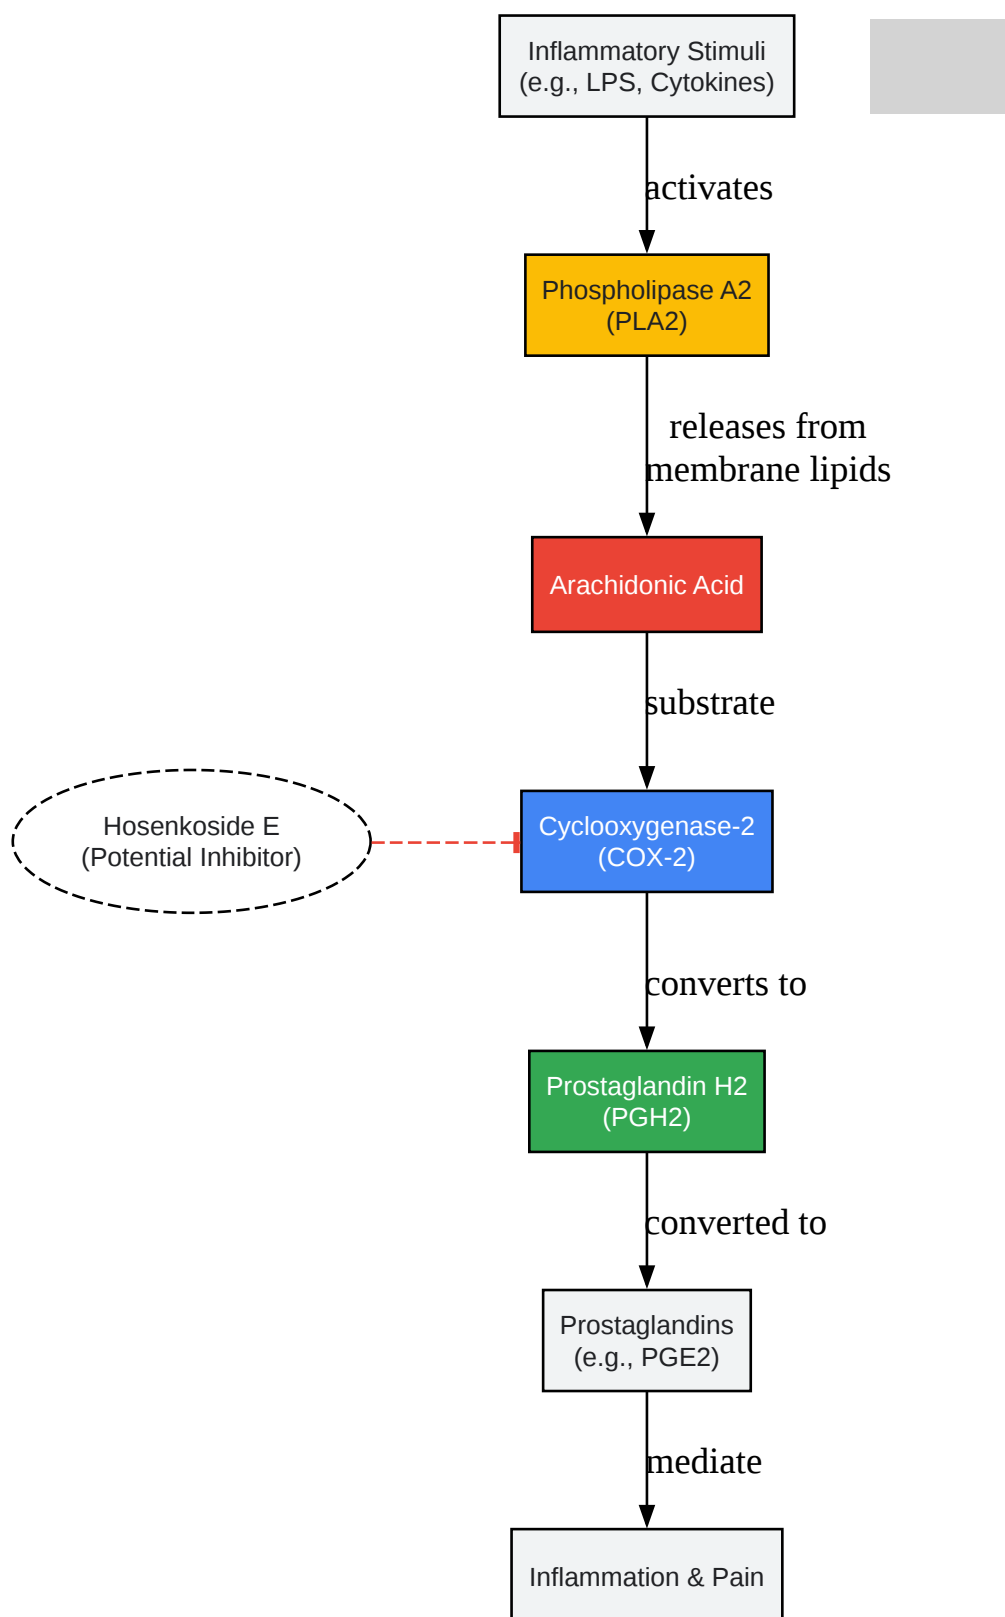 Inflammatory Stimuli
(e.g., LPS, Cytokines)
activates
Phospholipase A2
(PLA2)
releases from
membrane lipids
Arachidonic Acid
substrate
Hosenkoside E
(Potential Inhibitor)
Cyclooxygenase-2
(COX-2)
converts to
Prostaglandin H2
(PGH2)
converted to
Prostaglandins
(e.g., PGE2)
mediate
Inflammation & Pain